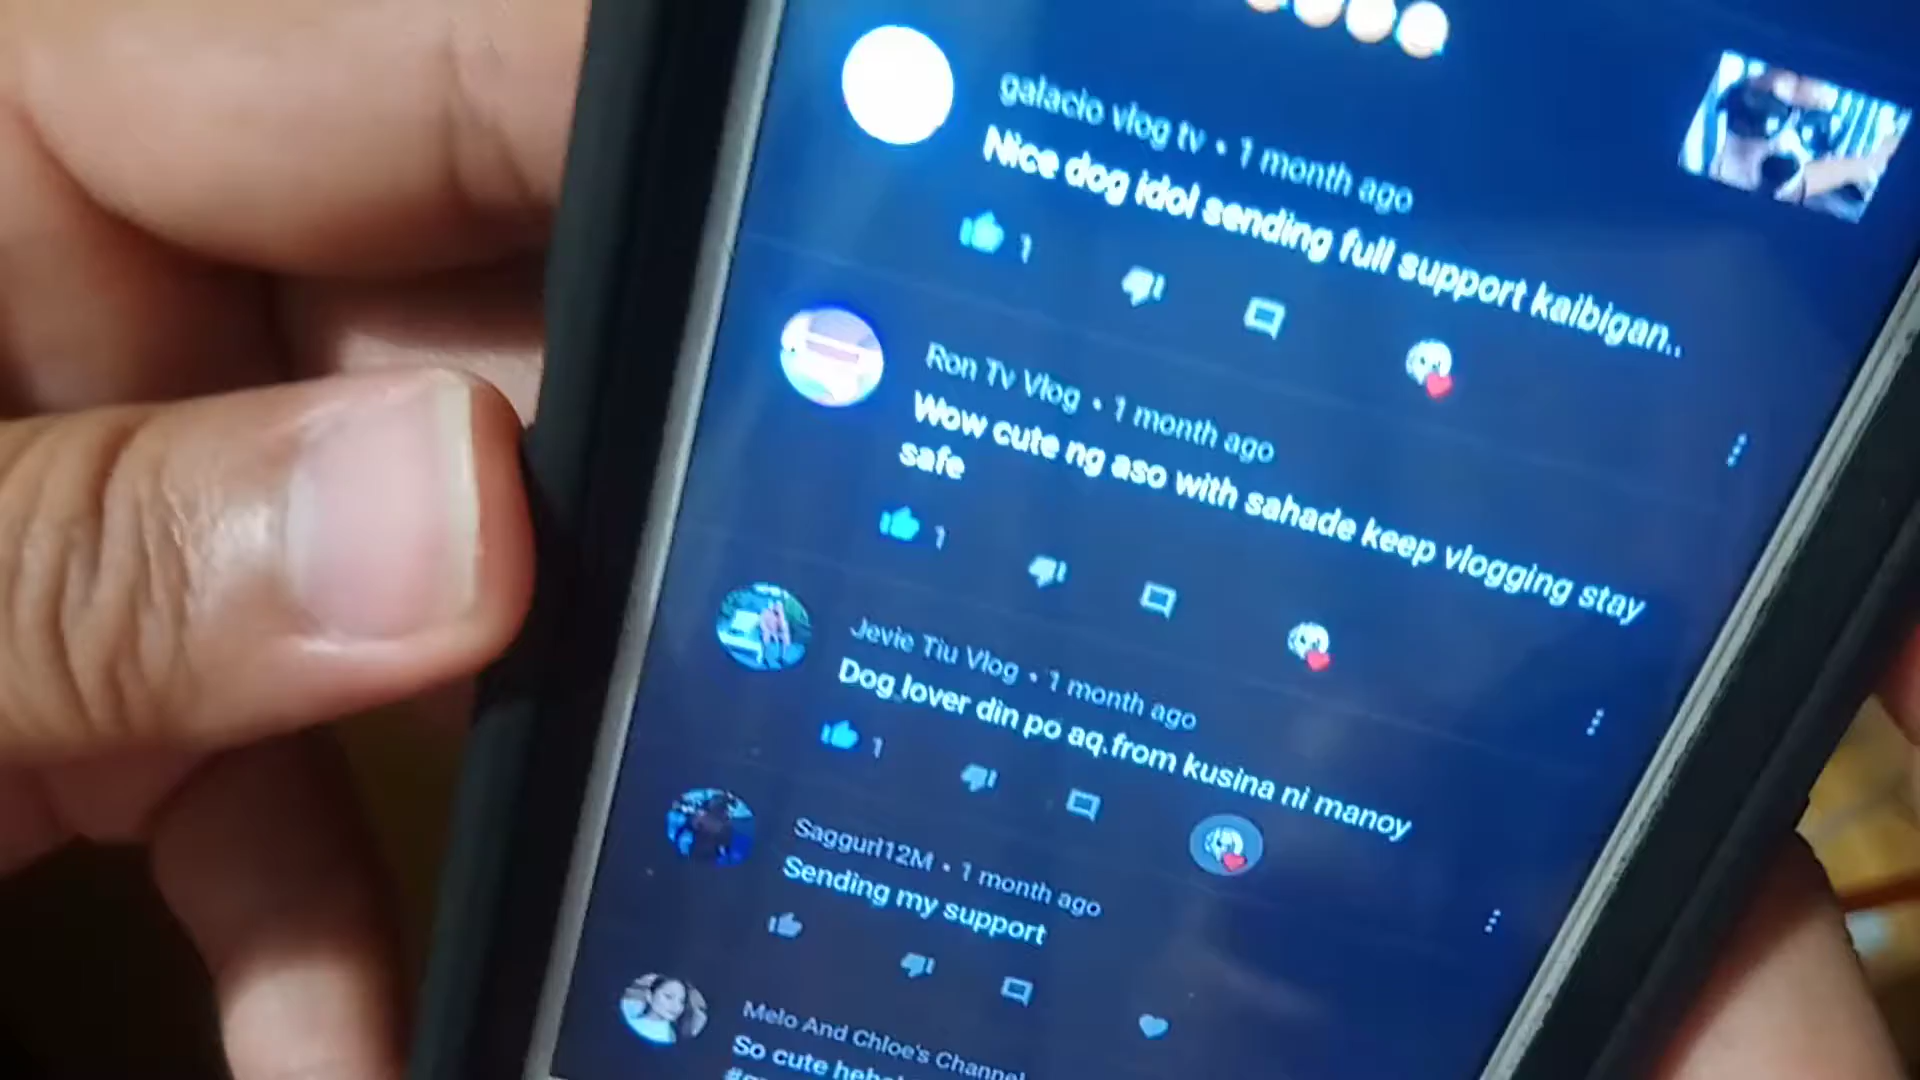 galacio vlog tv • 1 month ago
Nice dog idol sending full support kaibigan..
1
Ron Tv Vlog • 1 month ago
Wow cute ng aso with sahade keep vlogging stay
safe
1
Jevie Tiu Vlog • 1 month ago
Dog lover din po aq.from kusina ni manoy
1
Saggurl12M • 1 month ago
Sending my support
Melo And Chloe's Channel
So cute